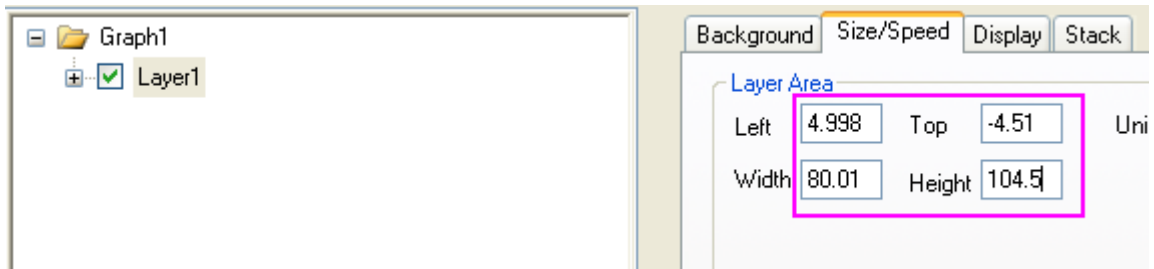 Graph1
Layer1
Background Size/Speed Display Stack
Layer Area
Left 4.998 Top -4.51 Uni
Width 80.01 Height 104.5